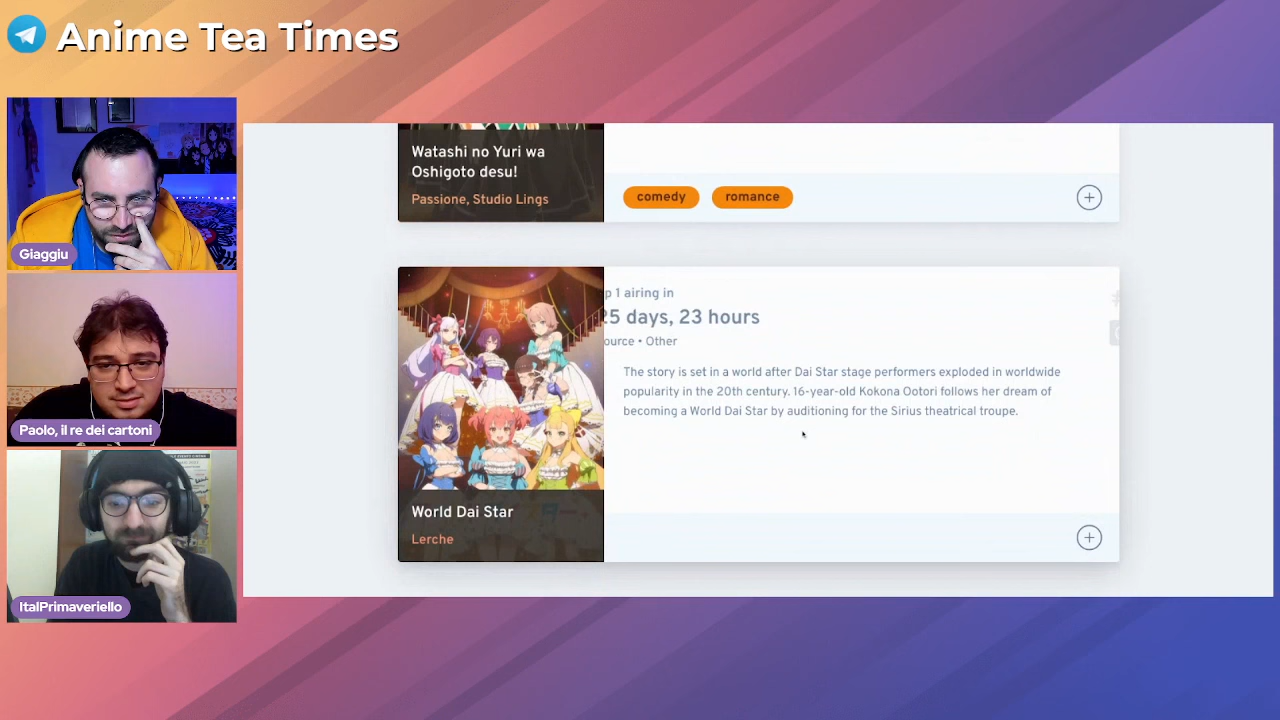 Anime Tea Times
Giaggiu
Paolo, il re dei cartoni
ItalPrimaveriello
Watashi no Yuri wa
Oshigoto desu!
Passione, Studio Lings
comedy
romance
p 1 airing in
25 days, 23 hours
ource • Other
The story is set in a world after Dai Star stage performers exploded in worldwide
popularity in the 20th century. 16-year-old Kokona Ootori follows her dream of
becoming a World Dai Star by auditioning for the Sirius theatrical troupe.
World Dai Star
Lerche